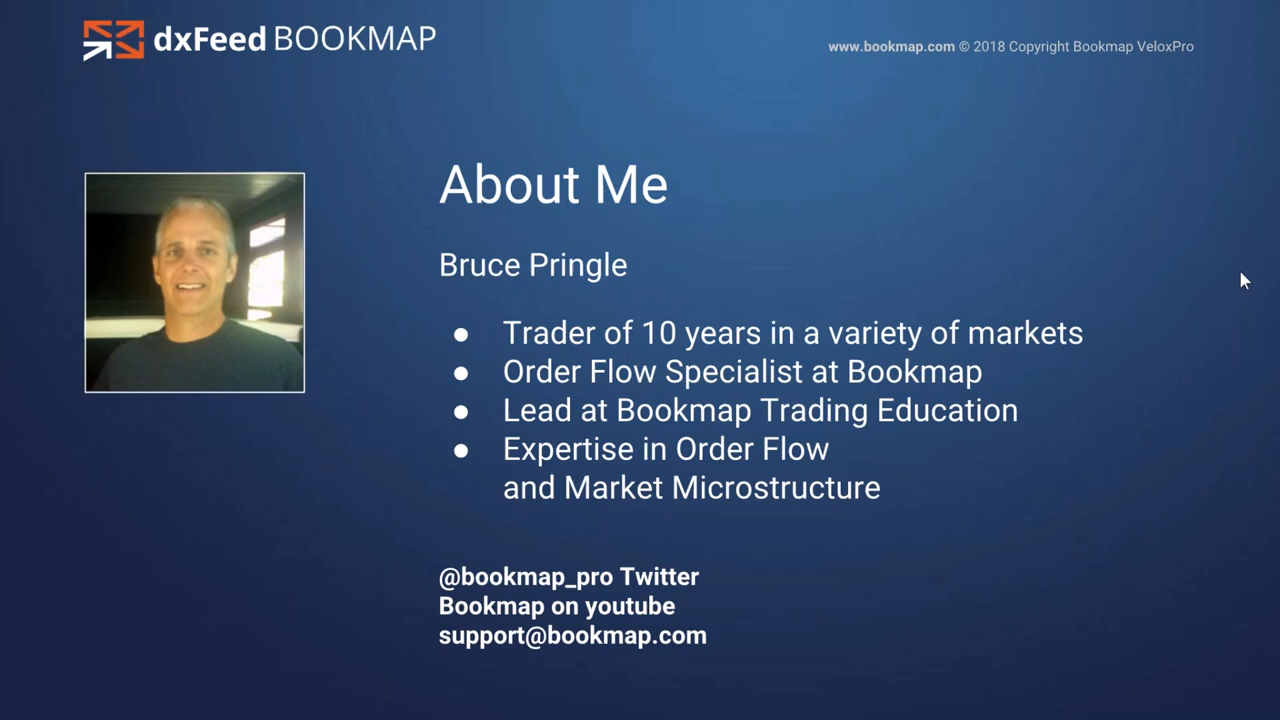 dxFeed BOOKMAP
www.bookmap.com © 2018 Copyright Bookmap VeloxPro
About Me
Bruce Pringle
● Trader of 10 years in a variety of markets
● Order Flow Specialist at Bookmap
● Lead at Bookmap Trading Education
● Expertise in Order Flow
and Market Microstructure
@bookmap_pro Twitter
Bookmap on youtube
support@bookmap.com